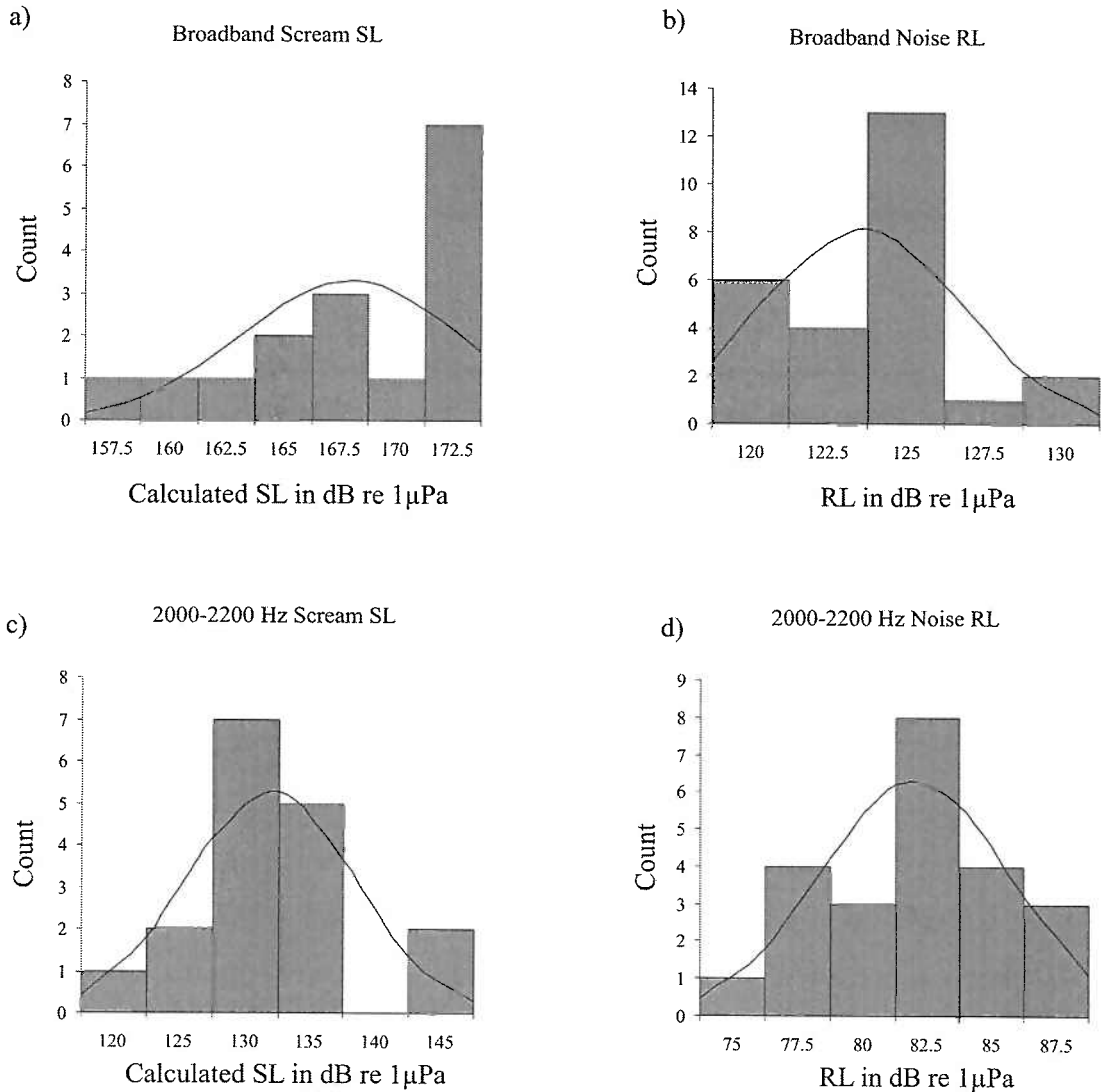 a)
Broadband Scream SL
8
7
6
5
4
3
2
1
0
Count
157.5 160 162.5 165 167.5 170 172.5
Calculated SL in dB re 1μPa
b)
Broadband Noise RL
14
12
10
8
6
4
2
0
Count
120 122.5 125 127.5 130
RL in dB re 1μPa
c)
2000-2200 Hz Scream SL
8
7
6
5
4
3
2
1
0
Count
120 125 130 135 140 145
Calculated SL in dB re 1μPa
d)
2000-2200 Hz Noise RL
9
8
7
6
5
4
3
2
1
0
Count
75 77.5 80 82.5 85 87.5
RL in dB re 1μPa